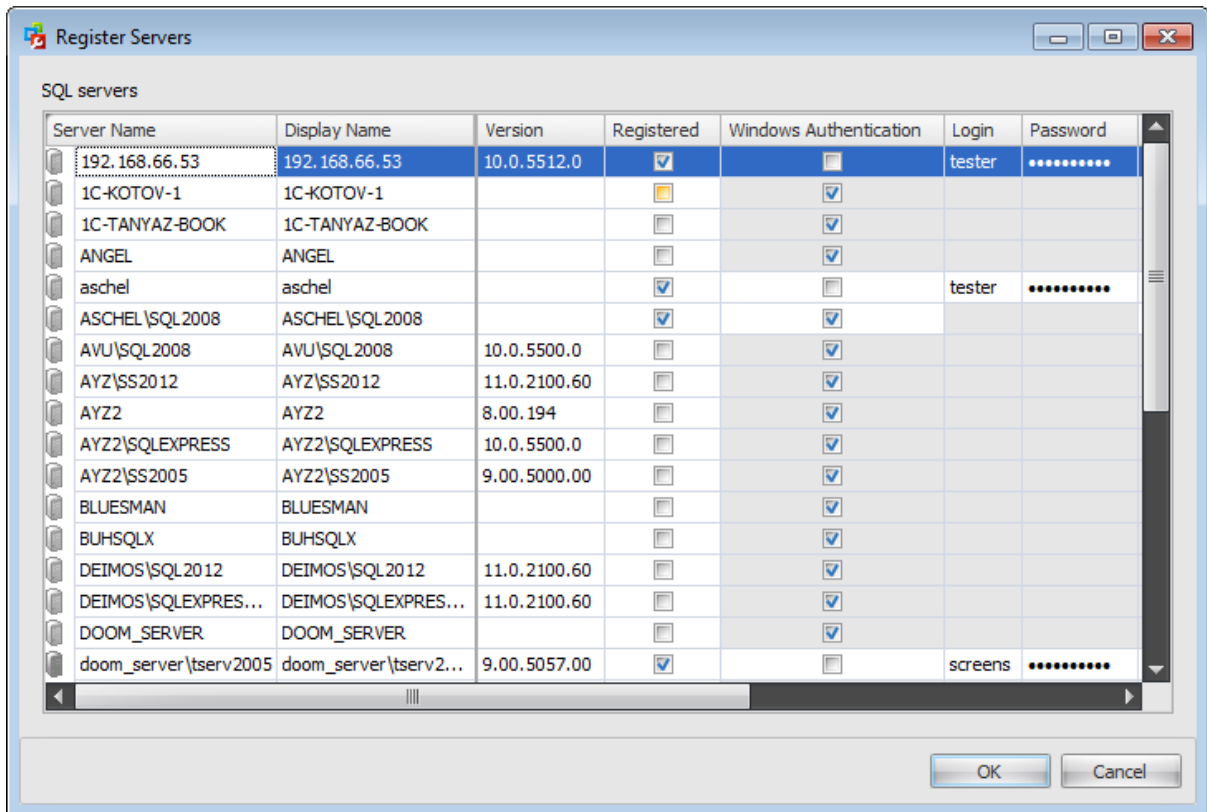 Register Servers
SQL servers
Server Name Display Name Version Registered Windows Authentication Login Password
192.168.66.53 192.168.66.53 10.0.5512.0 tester ••••••••••
1C-KOTOV-1 1C-KOTOV-1
1C-TANYAZ-BOOK 1C-TANYAZ-BOOK
ANGEL ANGEL
aschel aschel tester ••••••••••
ASCHEL\SQL2008 ASCHEL\SQL2008
AVU\SQL2008 AVU\SQL2008 10.0.5500.0
AYZ\SS2012 AYZ\SS2012 11.0.2100.60
AYZ2 AYZ2 8.00.194
AYZ2\SQLEXPRESS AYZ2\SQLEXPRESS 10.0.5500.0
AYZ2\SS2005 AYZ2\SS2005 9.00.5000.00
BLUESMAN BLUESMAN
BUHSQLX BUHSQLX
DEIMOS\SQL2012 DEIMOS\SQL2012 11.0.2100.60
DEIMOS\SQLEXPRES... DEIMOS\SQLEXPRES... 11.0.2100.60
DOOM_SERVER DOOM_SERVER
doom_server\tserv2005 doom_server\tserv2... 9.00.5057.00 screens ••••••••••
OK Cancel